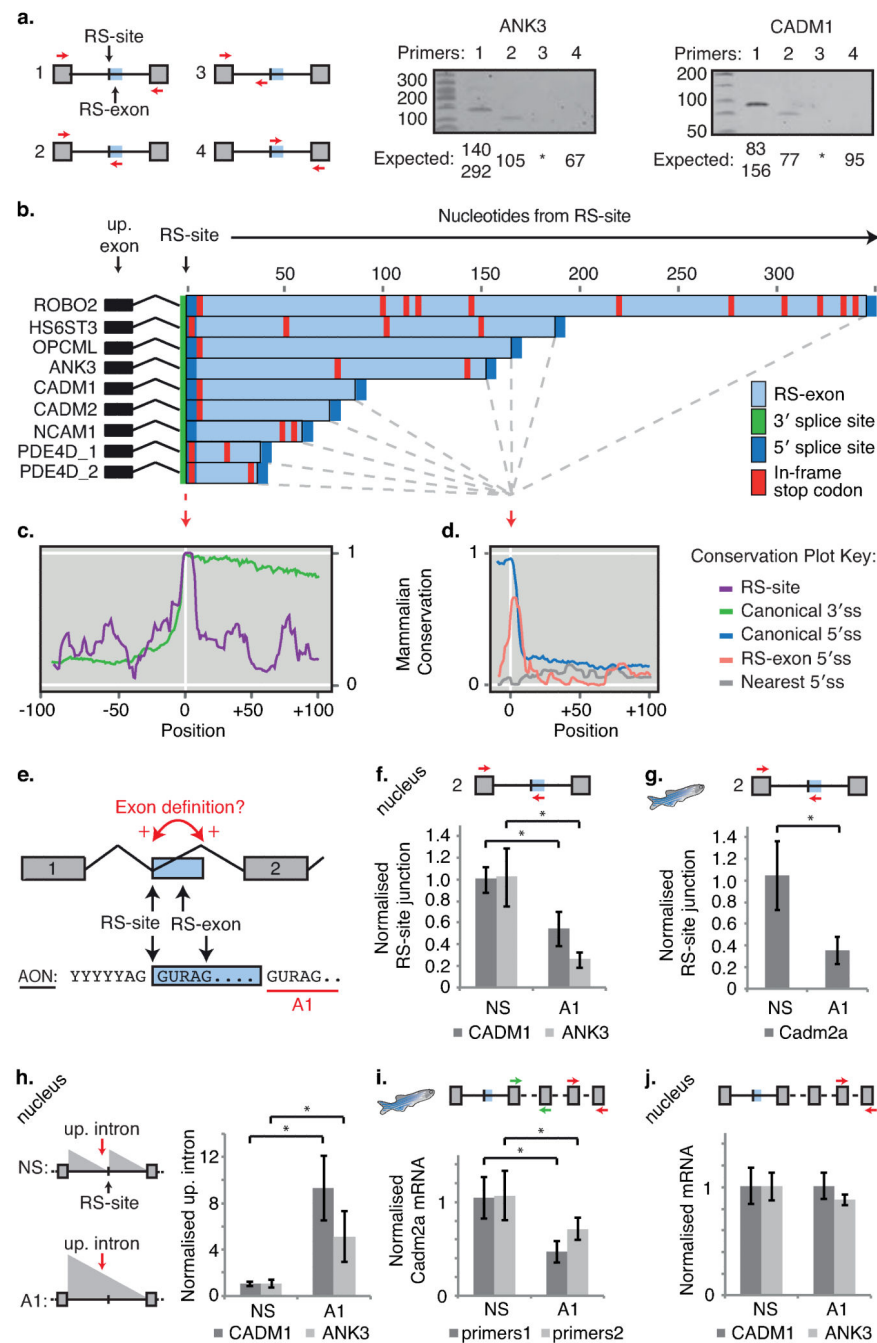 a.
RS-site
1
RS-exon
3
2
4
ANK3
Primers: 1 2 3 4
300
200
100
Expected: 140 105 * 67
292
CADM1
Primers: 1 2 3 4
200
100
50
Expected: 83 77 * 95
156
b.
Nucleotides from RS-site
up. exon
RS-site
50 100 150 200 250 300
ROBO2
HS6ST3
OPCML
ANK3
CADM1
CADM2
NCAM1
PDE4D_1
PDE4D_2
RS-exon
3′ splice site
5′ splice site
In-frame stop codon
c.
1
0
-100 -50 0 +50 +100
Position
Mammalian Conservation
d.
1
0
0 +50 +100
Position
Conservation Plot Key:
RS-site
Canonical 3′ss
Canonical 5′ss
RS-exon 5′ss
Nearest 5′ss
e.
Exon definition?
+ +
1 2
RS-site
RS-exon
AON: YYYYYAG GURAG.... GURAG..
A1
f.
nucleus
2
*
*
Normalised RS-site junction
1.4
1.2
1.0
0.8
0.6
0.4
0.2
0
NS A1
CADM1 ANK3
g.
2
*
Normalised RS-site junction
1.4
1.2
1.0
0.8
0.6
0.4
0.2
0
NS A1
Cadm2a
h.
nucleus
up. intron
NS:
RS-site
up. intron
A1:
*
*
Normalised up. intron
12
8
4
0
NS A1
CADM1 ANK3
i.
*
*
Normalised Cadm2a mRNA
1
0
NS A1
primers1 primers2
j.
nucleus
Normalised mRNA
1
0
NS A1
CADM1 ANK3